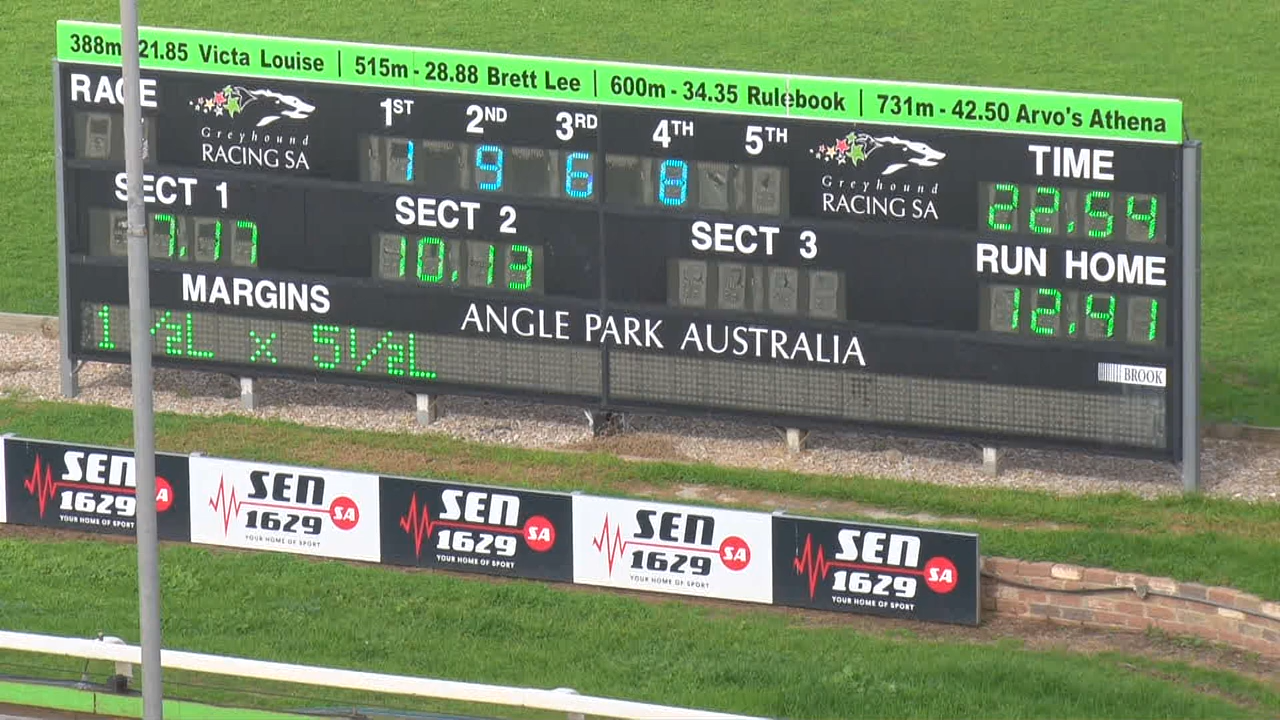 388m 21.85 Victa Louise | 515m - 28.88 Brett Lee | 600m - 34.35 Rulebook | 731m - 42.50 Arvo's Athena
RACE
Greyhound
RACING SA
1ST 2ND 3RD 4TH 5TH
1 9 6 8
Greyhound
RACING SA
TIME
22.54
SECT 1
7.17
SECT 2
10.13
SECT 3
RUN HOME
12.41
MARGINS
1 ½L x 5½L
ANGLE PARK AUSTRALIA
BROOK
SEN
1629
A
YOUR HOME OF SPORT
SEN
1629
SA
YOUR HOME OF SPORT
SEN
1629
SA
YOUR HOME OF SPORT
SEN
1629
SA
YOUR HOME OF SPORT
SEN
1629
SA
YOUR HOME OF SPORT